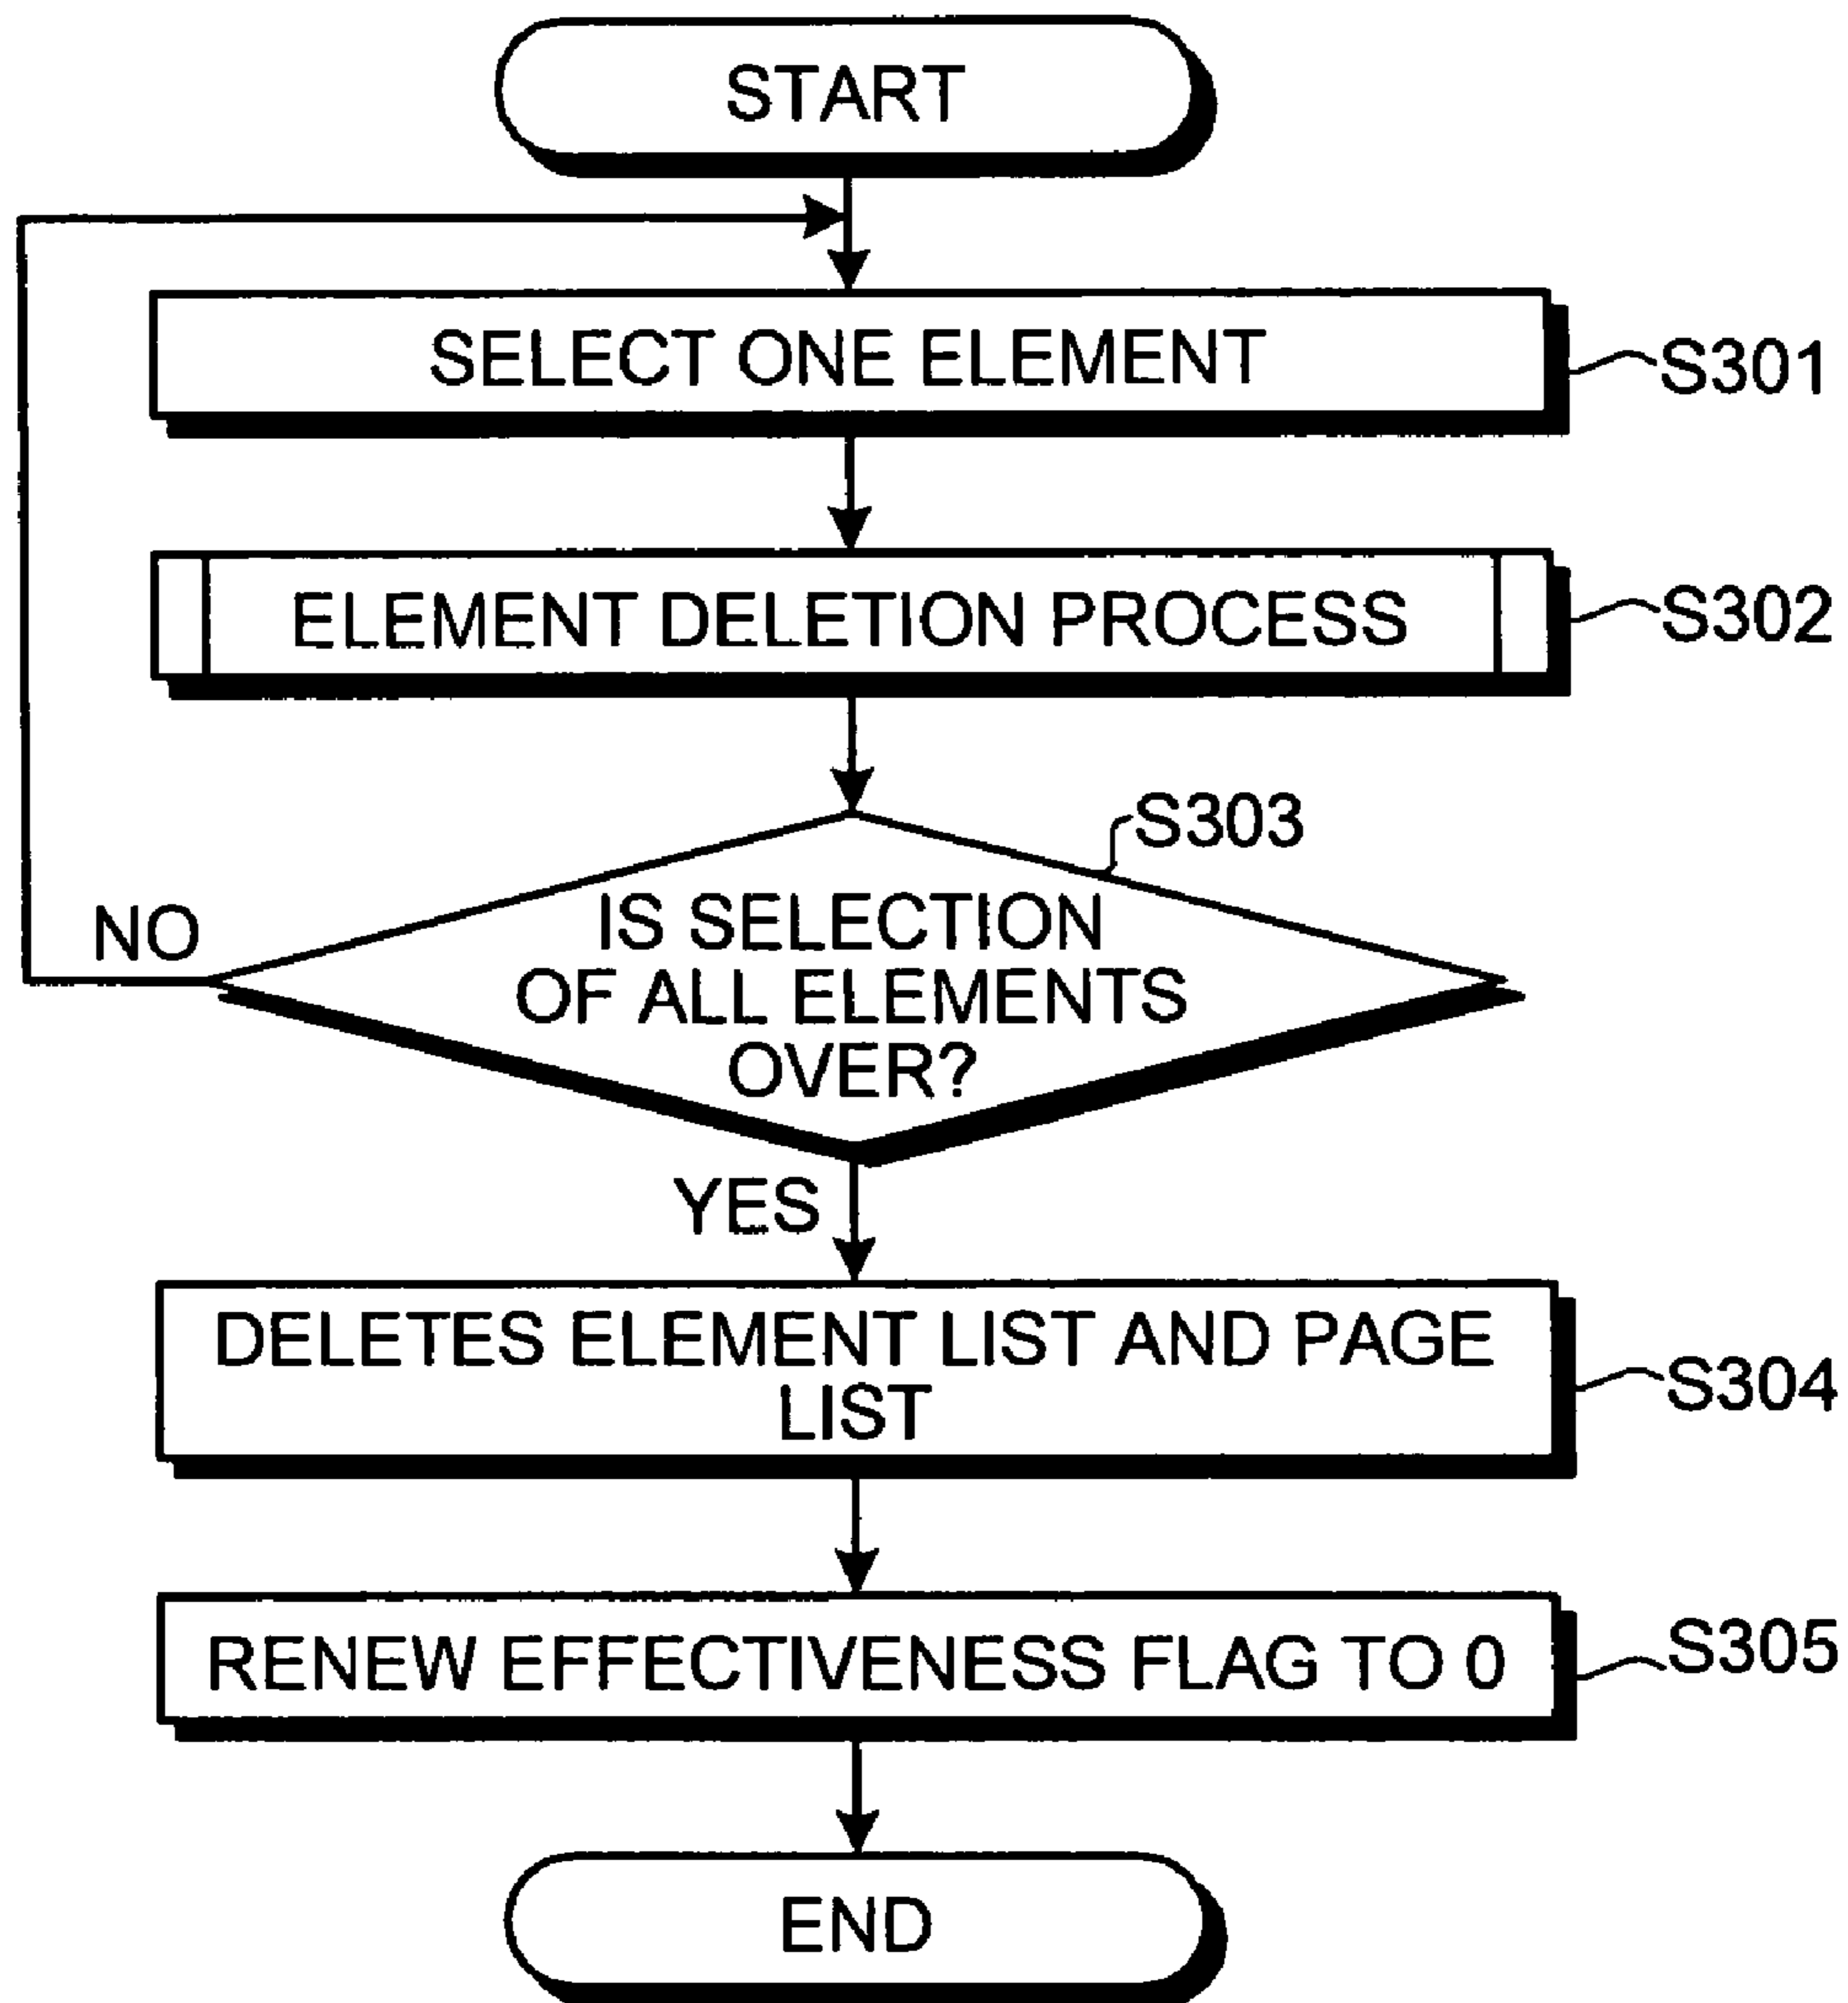 START
SELECT ONE ELEMENT
S301
ELEMENT DELETION PROCESS
S302
S303
IS SELECTION
OF ALL ELEMENTS
OVER?
NO
YES
DELETES ELEMENT LIST AND PAGE
LIST
S304
RENEW EFFECTIVENESS FLAG TO 0
S305
END